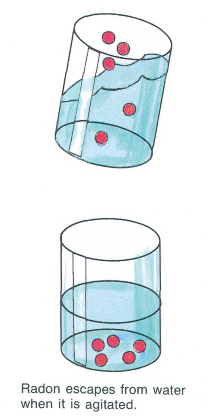 Radon escapes from water
when it is agitated.